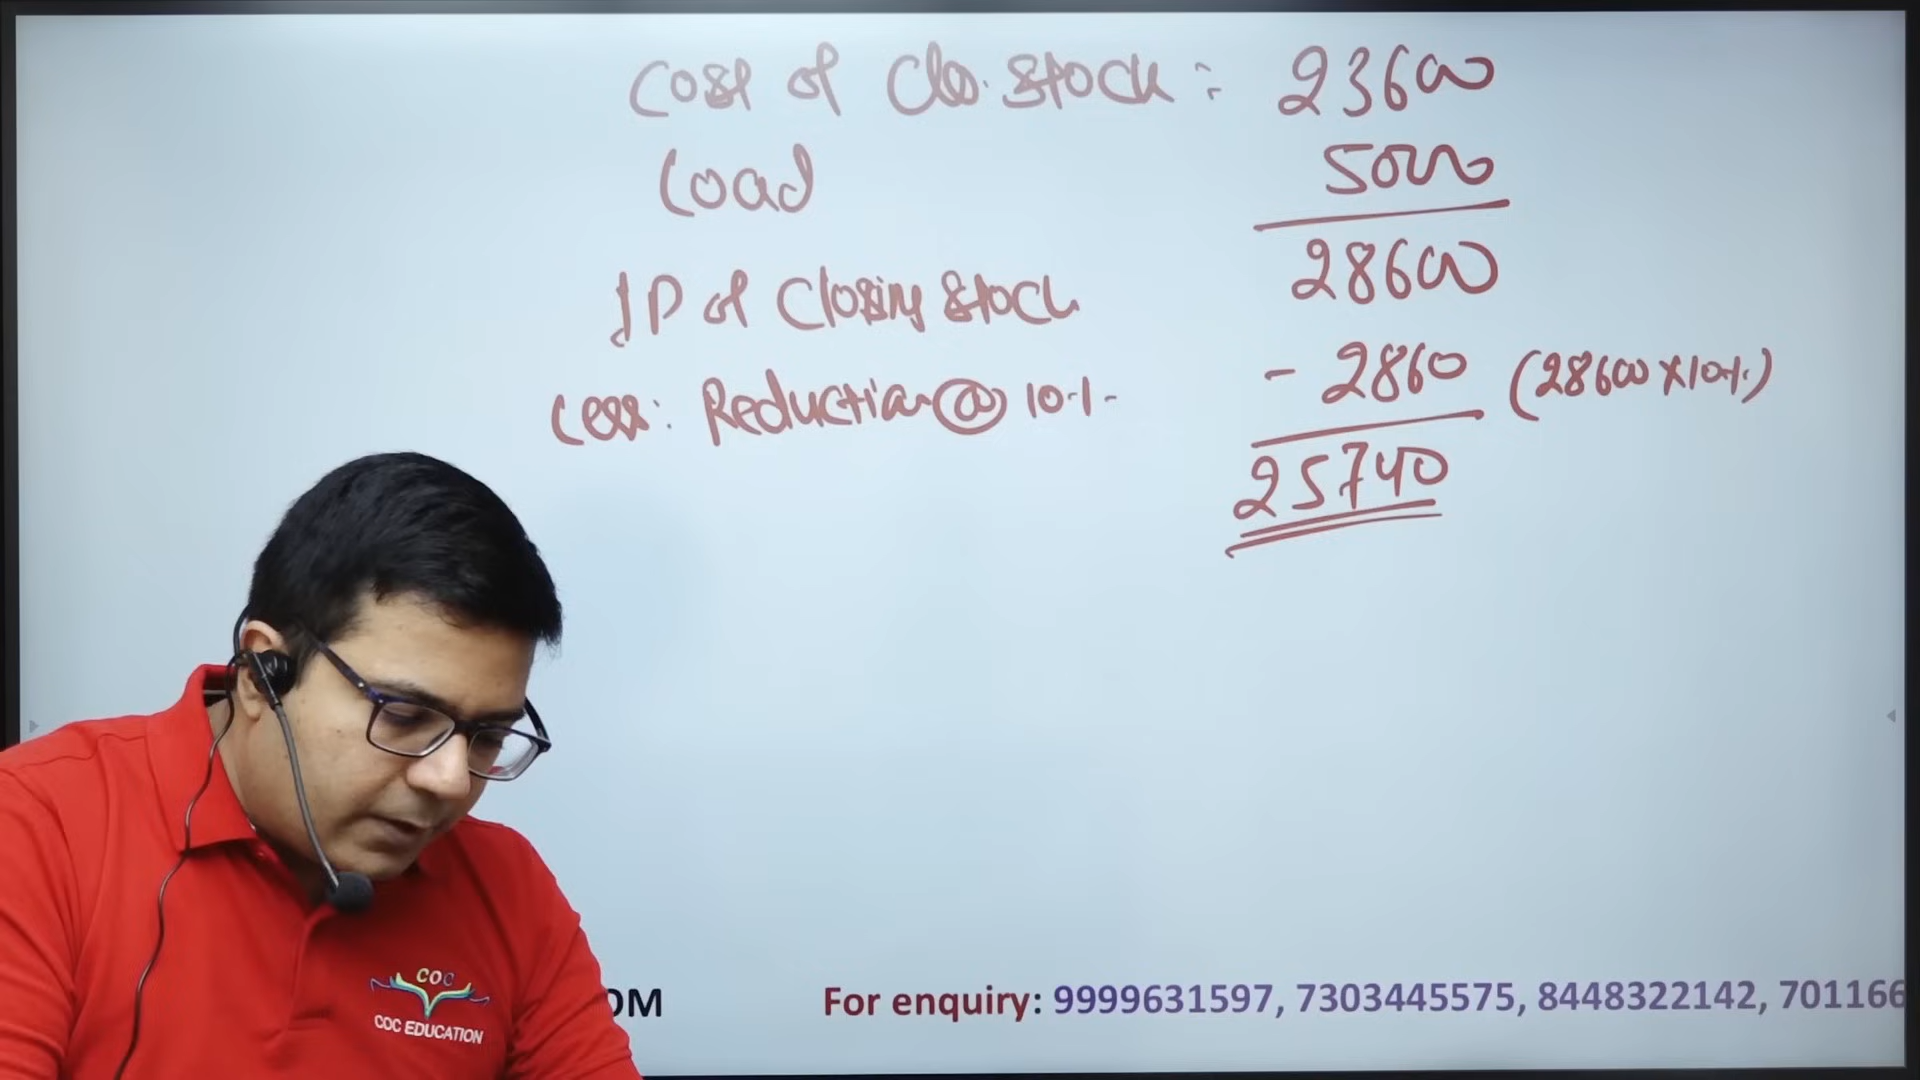 Cost of Clo. Stock : 23600
Load 5000
28600
IP of Closing Stock
Less: Reduction @ 10% - 2860 (28600 x 10%)
25740
COC
COC EDUCATION
OM For enquiry: 9999631597, 7303445575, 8448322142, 701166